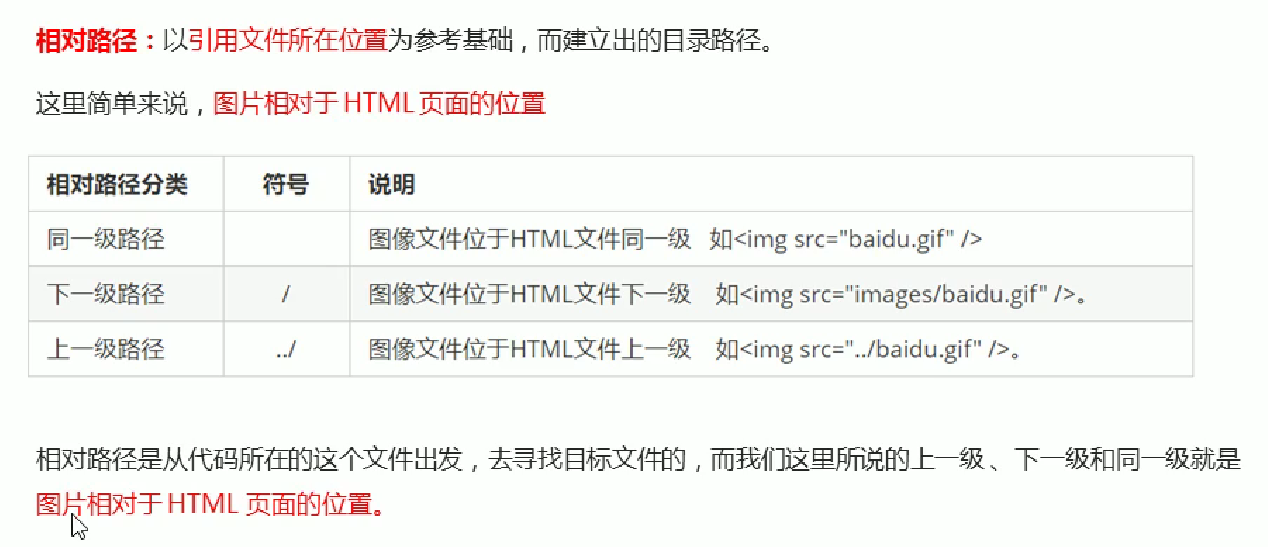 相对路径：以引用文件所在位置为参考基础，而建立出的目录路径。
这里简单来说，图片相对于 HTML 页面的位置
相对路径分类 符号 说明
同一级路径 图像文件位于HTML文件同一级 如<img src="baidu.gif" />
下一级路径 / 图像文件位于HTML文件下一级 如<img src="images/baidu.gif" />。
上一级路径 ../ 图像文件位于HTML文件上一级 如<img src="../baidu.gif" />。
相对路径是从代码所在的这个文件出发，去寻找目标文件的，而我们这里所说的上一级 、下一级和同一级就是
图片相对于 HTML 页面的位置。